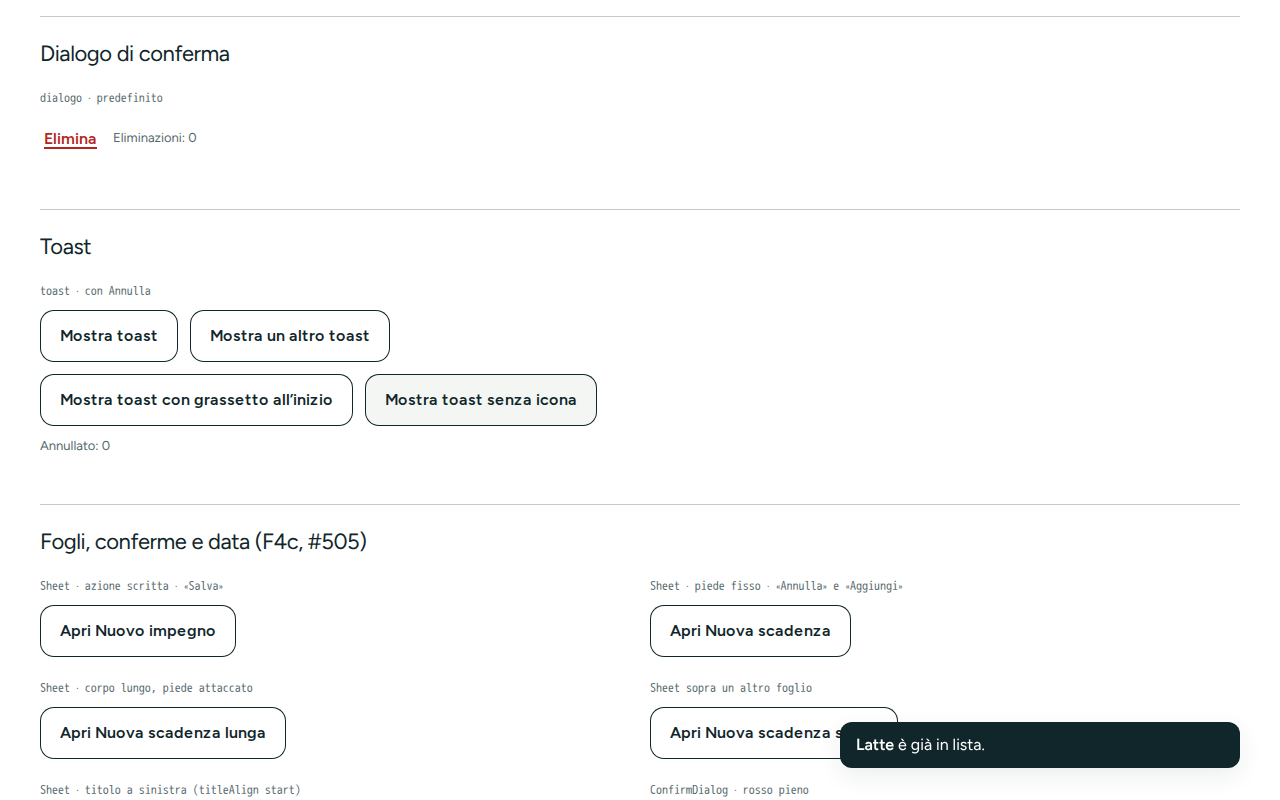 Dialogo di conferma
dialogo · predefinito
Elimina Eliminazioni: 0
Toast
toast · con Annulla
Mostra toast Mostra un altro toast
Mostra toast con grassetto all’inizio Mostra toast senza icona
Annullato: 0
Fogli, conferme e data (F4c, #505)
Sheet · azione scritta · «Salva» Sheet · piede fisso · «Annulla» e «Aggiungi»
Apri Nuovo impegno Apri Nuova scadenza
Sheet · corpo lungo, piede attaccato Sheet sopra un altro foglio
Apri Nuova scadenza lunga Apri Nuova scadenza
Latte è già in lista.
Sheet · titolo a sinistra (titleAlign start) ConfirmDialog · rosso pieno